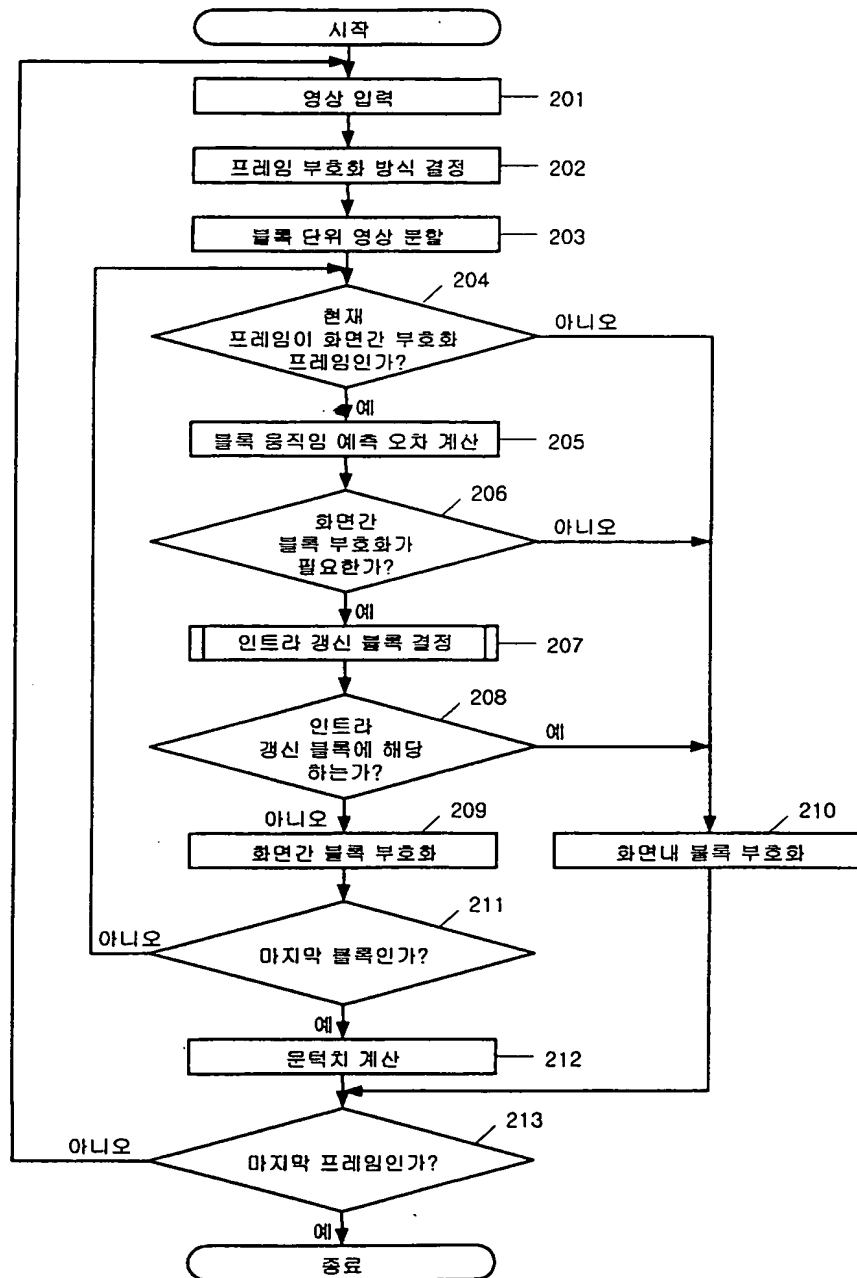 시작
영상 입력
201
프레임 부호화 방식 결정
202
블록 단위 영상 분할
203
204
현재
프레임이 화면간 부호화
프레임인가?
아니오
예
블록 움직임 예측 오차 계산
205
206
화면간
블록 부호화가
필요한가?
아니오
예
인트라 갱신 블록 결정
207
208
인트라
갱신 블록에 해당
하는가?
예
아니오
209
210
화면간 블록 부호화
화면내 블록 부호화
211
아니오
마지막 블록인가?
예
문턱치 계산
212
213
아니오
마지막 프레임인가?
예
종료